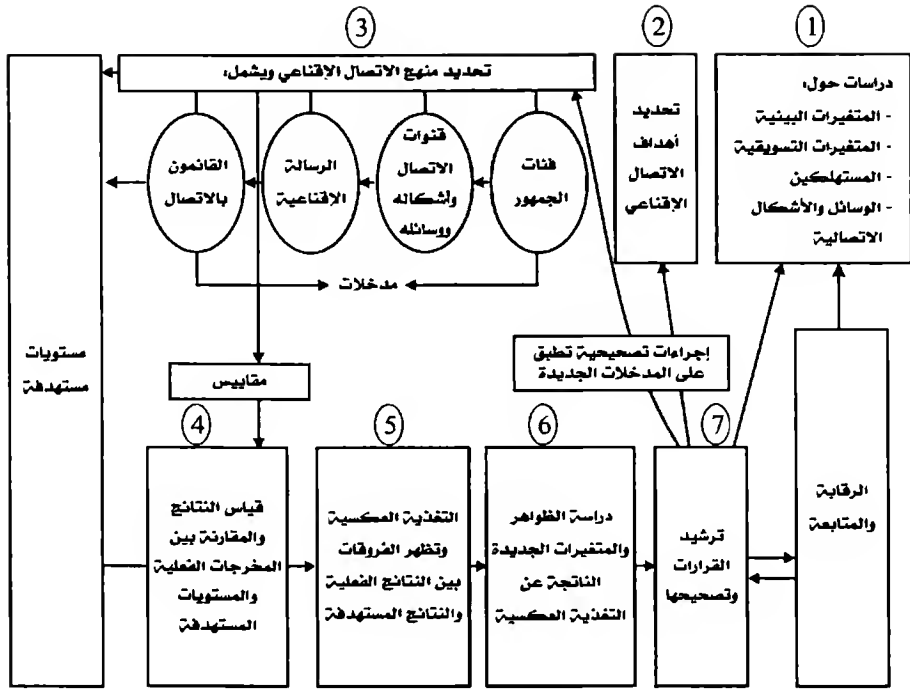 1
دراسات حول:
- المتغيرات البيئية
- المتغيرات التسويقية
- المستهلكين
- الوسائل والأشكال
الاتصالية
2
تحديد
أهداف
الاتصال
الإقناعي
3
تحديد منهج الاتصال الإقناعي ويشمل:
فئات
الجمهور
قنوات
الاتصال
وأشكاله
ووسائله
الرسالة
الإقناعية
القائمون
بالاتصال
مدخلات
مستويات
مستهدفة
مقاييس
إجراءات تصحيحية تطبق
على المدخلات الجديدة
4
قياس النتائج
والمقارنة بين
المخرجات الفعلية
والمستويات
المستهدفة
5
التغذية العكسية
وتظهر الفروقات
بين النتائج الفعلية
والنتائج المستهدفة
6
دراسة الظواهر
والمتغيرات الجديدة
الناتجة عن
التغذية العكسية
7
ترشيد
القرارات
وتصحيحها
الرقابة
والمتابعة